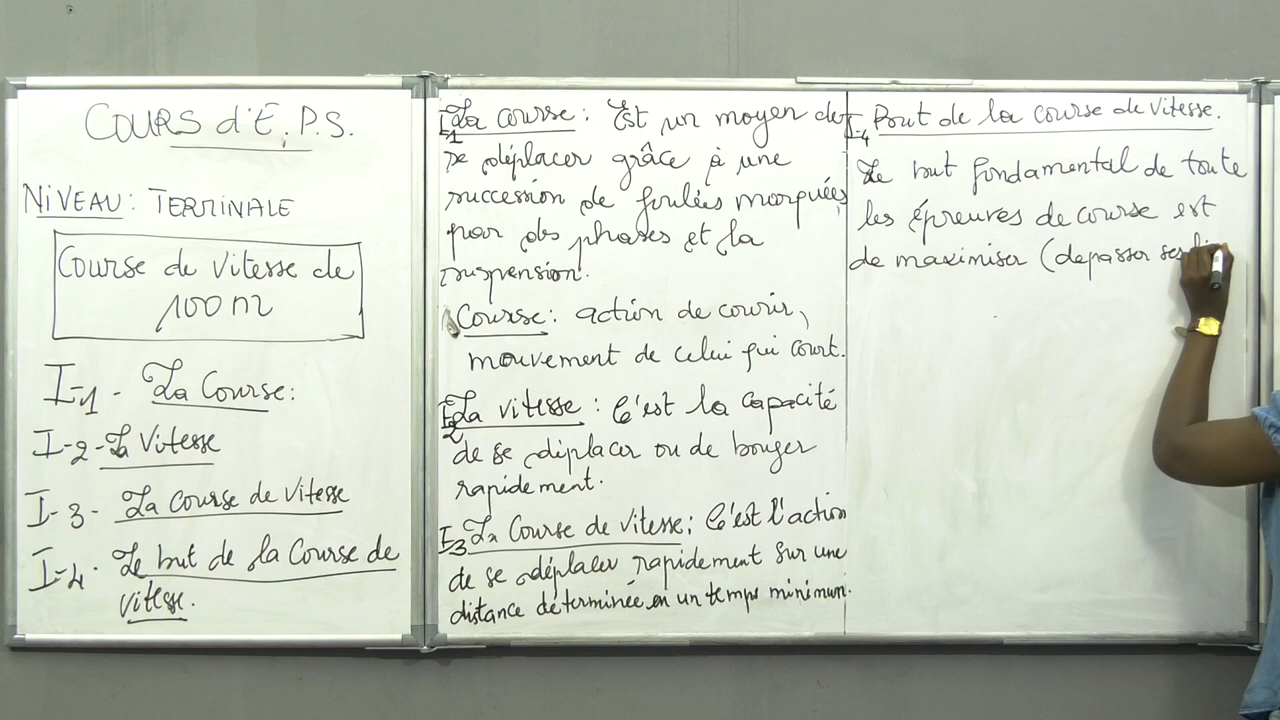 COURS d'E.P.S.
NIVEAU: TERMINALE
Course de vitesse de
100m
I-1- La Course:
I-2- La Vitesse
I-3- La course de vitesse
I-4- Le but de la Course de
vitesse.
I-1 La course: Est un moyen de
se déplacer grâce à une
succession de foulées marquées
par des phases et la
suspension.
Course: action de courir,
mouvement de celui qui court.
I-2 La vitesse: C'est la capacité
de se déplacer ou de bouger
rapidement.
I-3 La Course de vitesse: C'est l'action
de se déplacer rapidement sur une
distance déterminée en un temps minimum.
I-4 But de la course de vitesse.
Le but fondamental de toute
les épreuves de course est
de maximiser (depasser ses